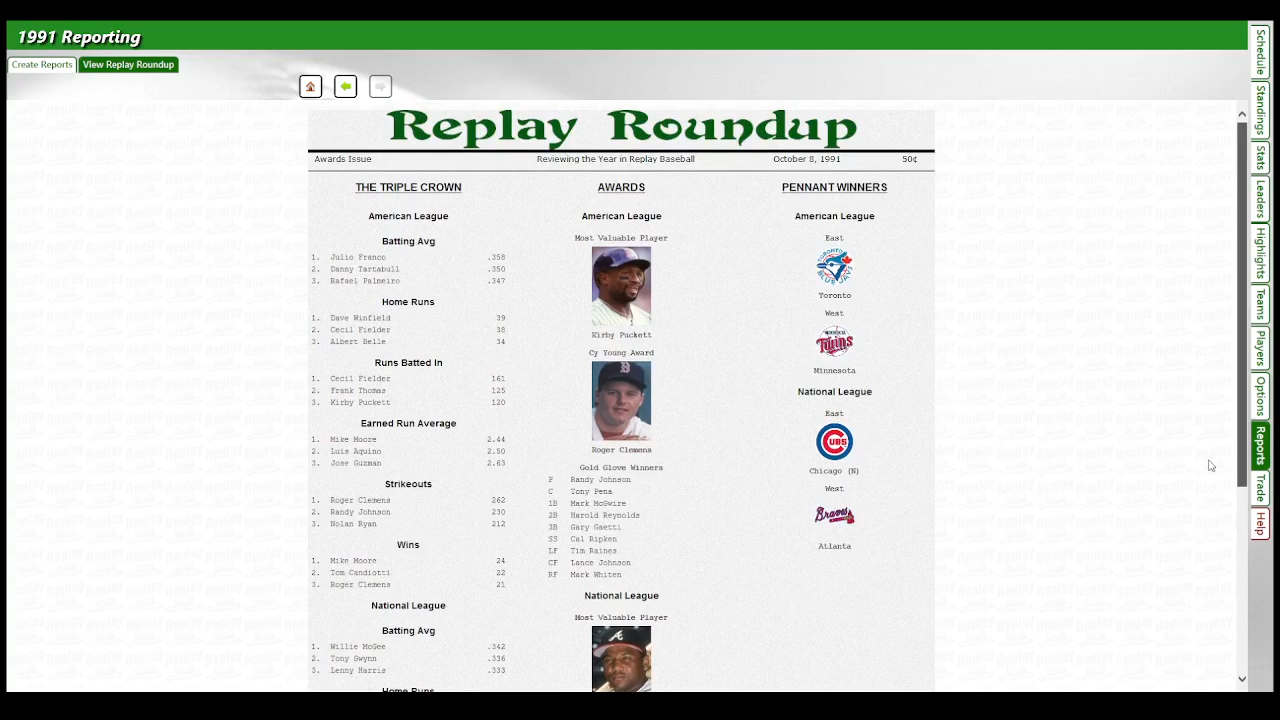 1991 Reporting
Create Reports
View Replay Roundup
Replay Roundup
Awards Issue Reviewing the Year in Replay Baseball October 8, 1991 50¢
THE TRIPLE CROWN
American League
Batting Avg
1. Julio Franco .358
2. Danny Tartabull .350
3. Rafael Palmeiro .347
Home Runs
1. Dave Winfield 39
2. Cecil Fielder 38
3. Albert Belle 34
Runs Batted In
1. Cecil Fielder 161
2. Frank Thomas 125
3. Kirby Puckett 120
Earned Run Average
1. Mike Moore 2.44
2. Luis Aquino 2.50
3. Jose Guzman 2.63
Strikeouts
1. Roger Clemens 262
2. Randy Johnson 230
3. Nolan Ryan 212
Wins
1. Mike Moore 24
2. Tom Candiotti 22
3. Roger Clemens 21
National League
Batting Avg
1. Willie McGee .342
2. Tony Gwynn .336
3. Lenny Harris .333
Home Runs
AWARDS
American League
Most Valuable Player
Kirby Puckett
Cy Young Award
Roger Clemens
Gold Glove Winners
P Randy Johnson
C Tony Pena
1B Mark McGwire
2B Harold Reynolds
3B Gary Gaetti
SS Cal Ripken
LF Tim Raines
CF Lance Johnson
RF Mark Whiten
National League
Most Valuable Player
PENNANT WINNERS
American League
East
Toronto
West
Twins
Minnesota
National League
East
CUBS
Chicago (N)
West
Braves
Atlanta
Schedule
Standings
Stats
Leaders
Highlights
Teams
Players
Options
Reports
Trade
Help